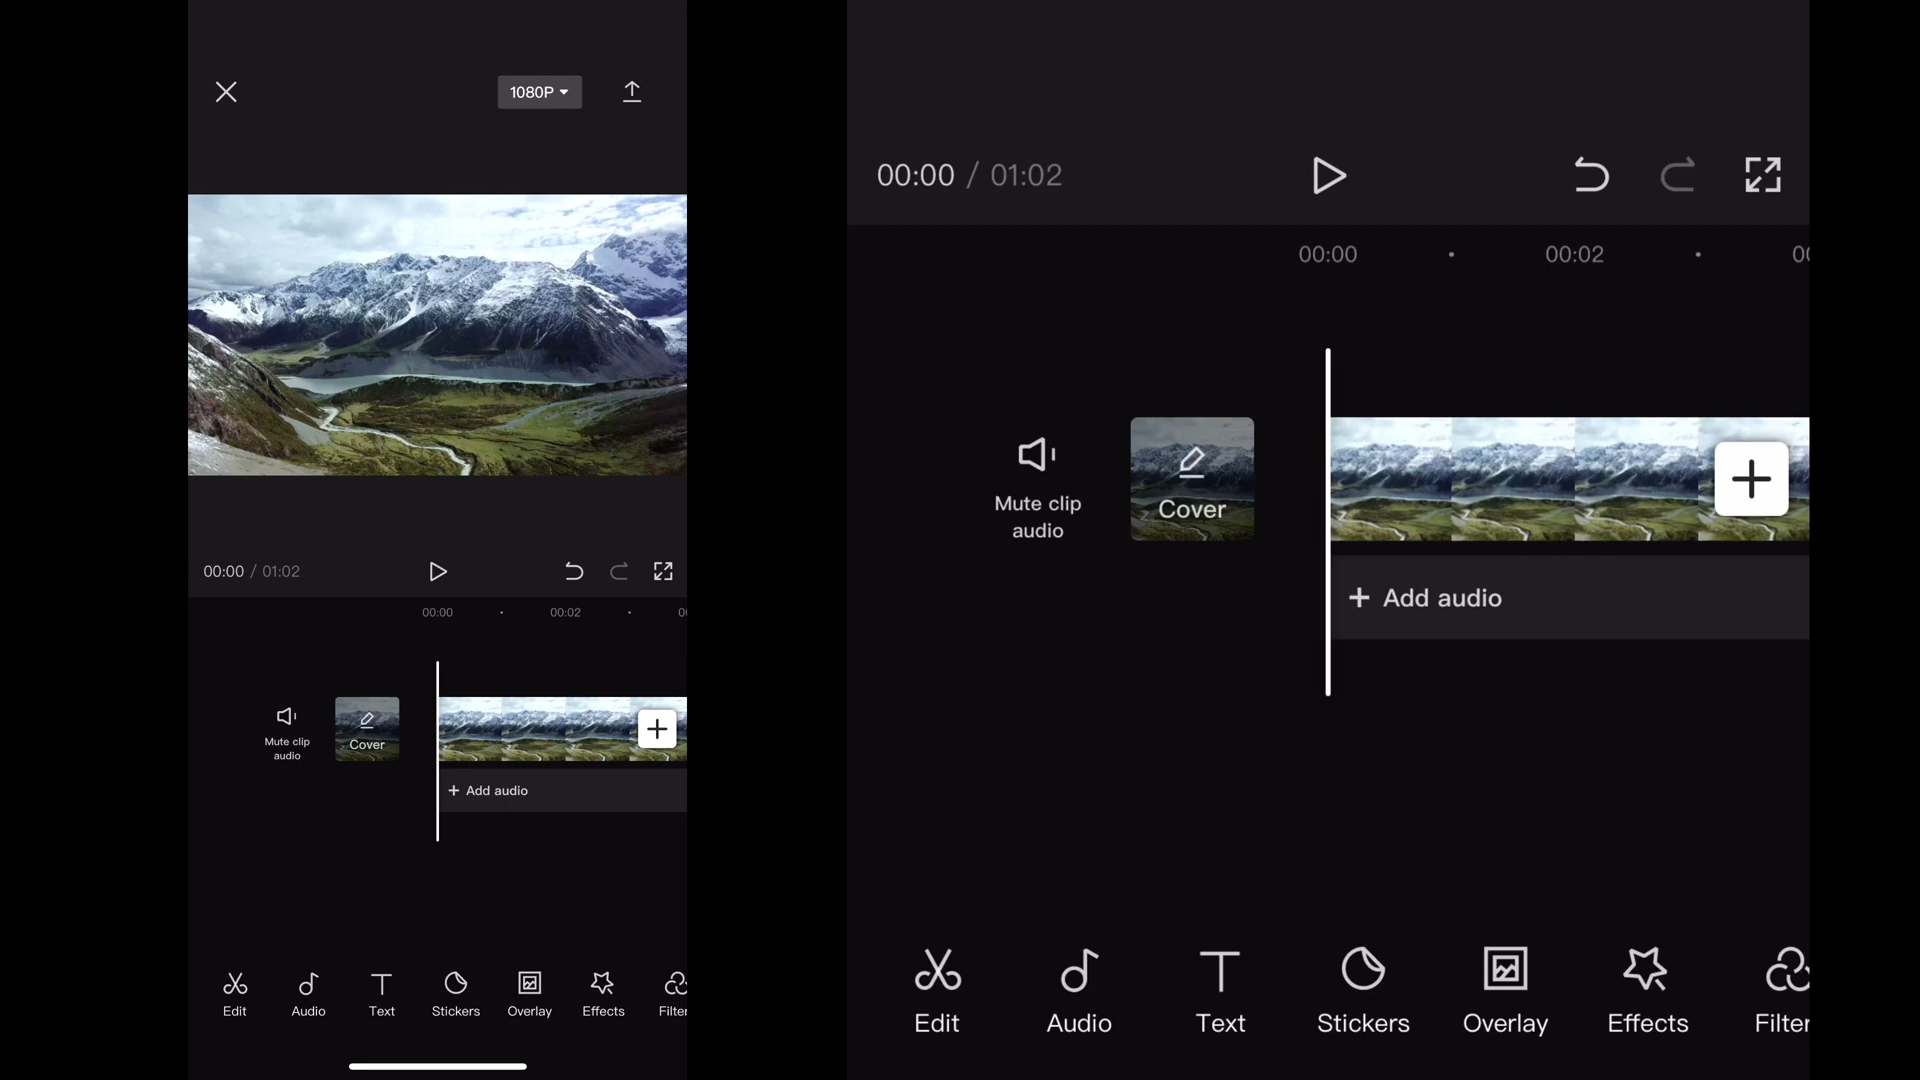 1080P
00:00 / 01:02
00:00 00:02
Mute clip
audio
Cover
+ Add audio
Edit Audio Text Stickers Overlay Effects Filter
00:00 / 01:02
00:00 00:02
Mute clip
audio
Cover
+ Add audio
Edit Audio Text Stickers Overlay Effects Filter